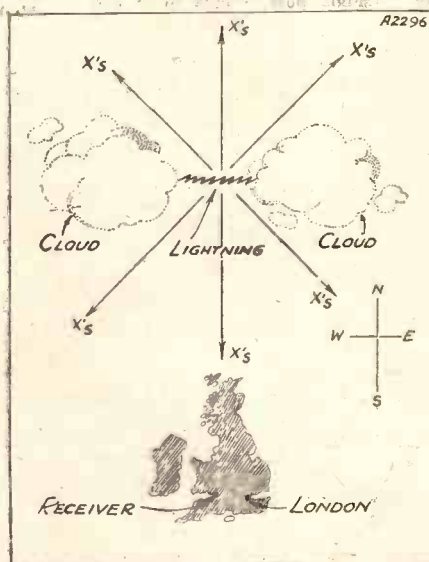 A2296
X's
X's
X's
CLOUD
LIGHTNING
CLOUD
X's
X's
X's
N
W
E
S
RECEIVER
LONDON